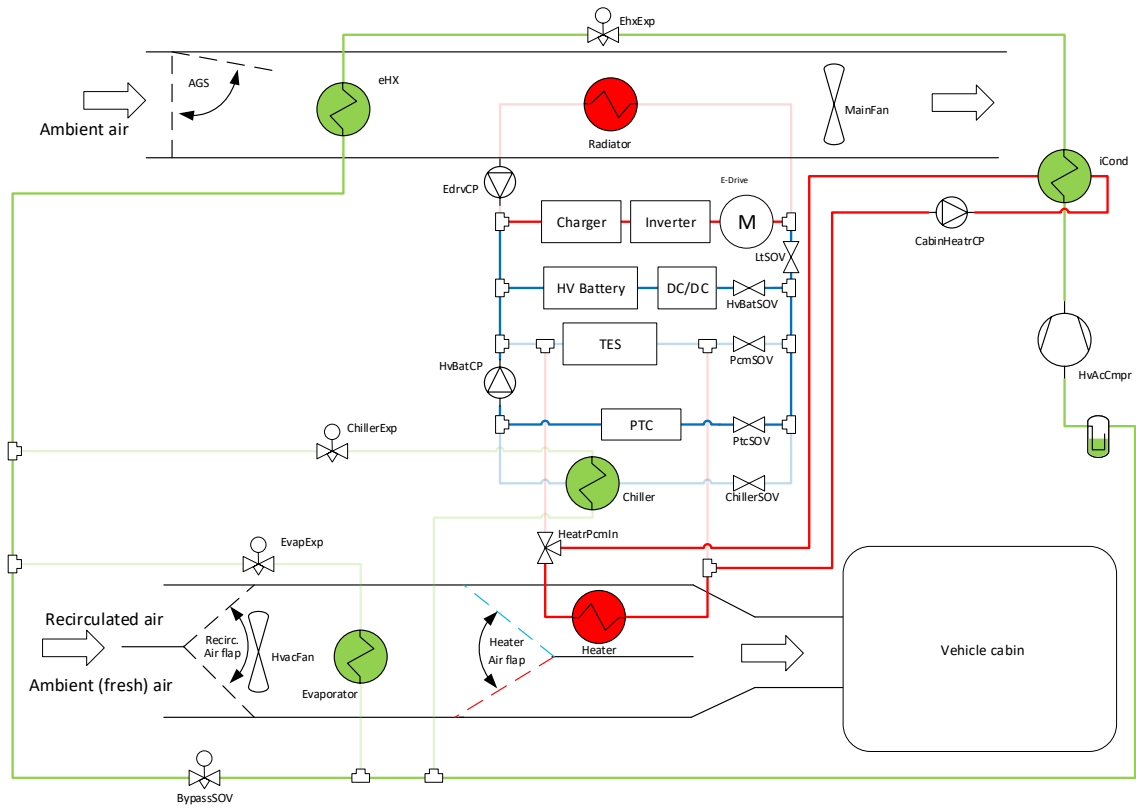 EhxExp
AGS
eHX
Ambient air
MainFan
Radiator
iCond
EdrvCP
E-Drive
Charger
Inverter
M
CabinHeatrCP
LtSOV
HV Battery
DC/DC
HvBatSOV
TES
HvBatCP
PcmSOV
HvAcCmpr
ChillerExp
PTC
PtcSOV
Chiller
ChillerSOV
HeatrPcmIn
EvapExp
Recirculated air
Recirc.
Air flap
HvacFan
Heater
Air flap
Heater
Vehicle cabin
Ambient (fresh) air
Evaporator
BypassSOV